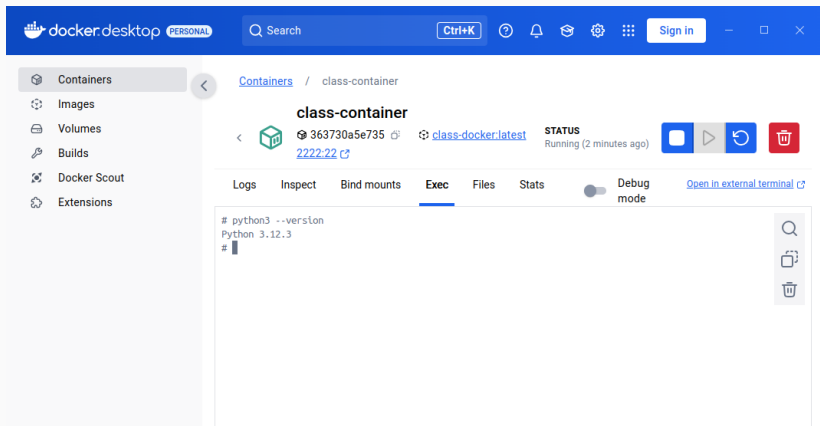 docker.desktop PERSONAL Search Ctrl+K Sign in
Containers
Images
Volumes
Builds
Docker Scout
Extensions
Containers / class-container
class-container
363730a5e735 class-docker:latest
2222:22
STATUS
Running (2 minutes ago)
Logs Inspect Bind mounts Exec Files Stats Debug mode Open in external terminal
# python3 --version
Python 3.12.3
#